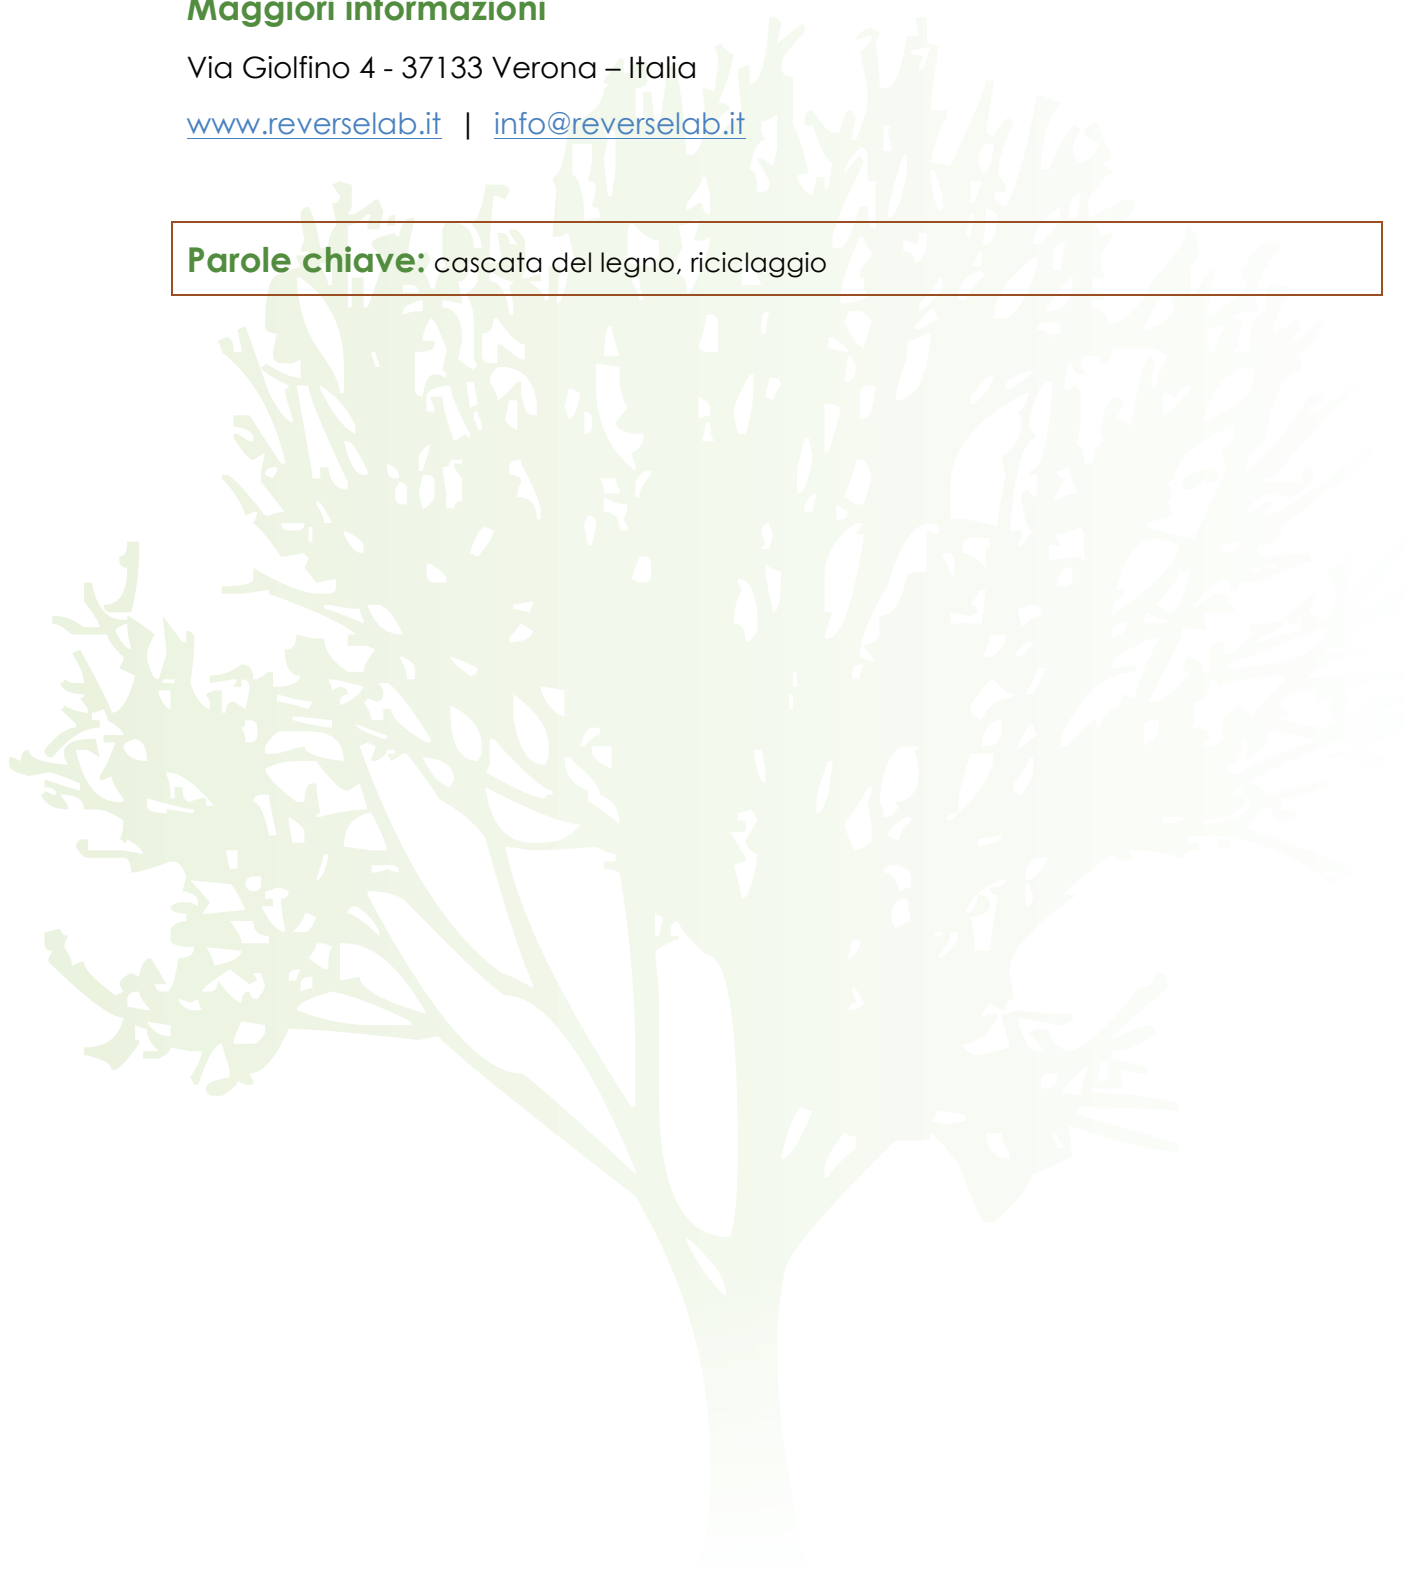 Maggiori informazioni
Via Giolfino 4 - 37133 Verona – Italia
www.reverselab.it | info@reverselab.it
Parole chiave: cascata del legno, riciclaggio